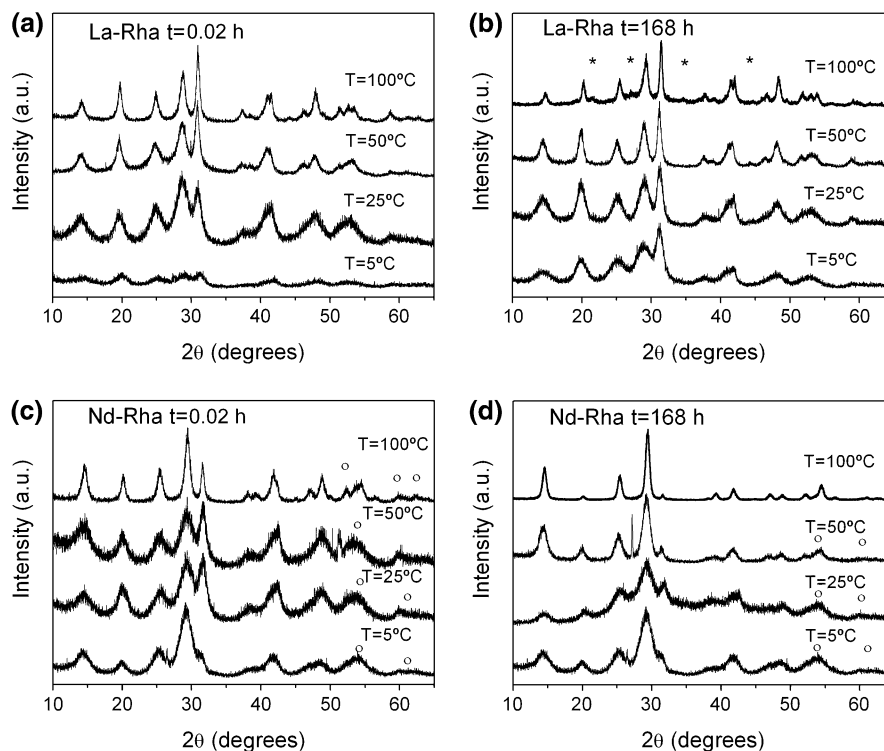 (a)
La-Rha t=0.02 h
T=100ºC
T=50ºC
T=25ºC
T=5ºC
Intensity (a.u.)
10 20 30 40 50 60
2θ (degrees)
(b)
La-Rha t=168 h
* * * *
T=100ºC
T=50ºC
T=25ºC
T=5ºC
Intensity (a.u.)
10 20 30 40 50 60
2θ (degrees)
(c)
Nd-Rha t=0.02 h
T=100ºC
o o o
T=50ºC
o
T=25ºC
o o
T=5ºC
o o
Intensity (a.u.)
10 20 30 40 50 60
2θ (degrees)
(d)
Nd-Rha t=168 h
T=100ºC
T=50ºC
o o
T=25ºC
o o
T=5ºC
o o
Intensity (a.u.)
10 20 30 40 50 60
2θ (degrees)